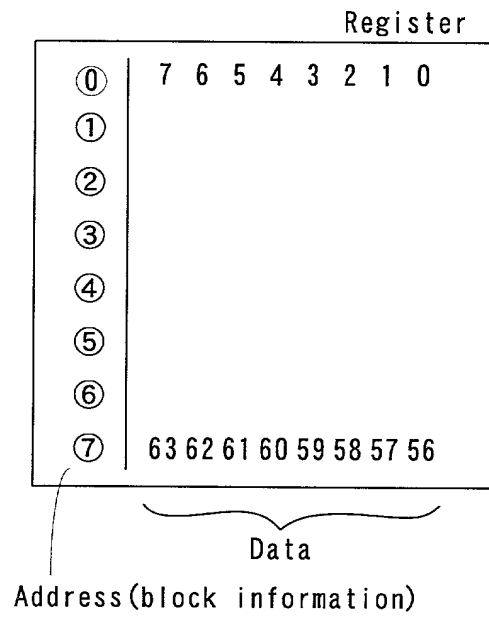 Register
⓪ 7 6 5 4 3 2 1 0
①
②
③
④
⑤
⑥
⑦ 63 62 61 60 59 58 57 56
Data
Address(block information)